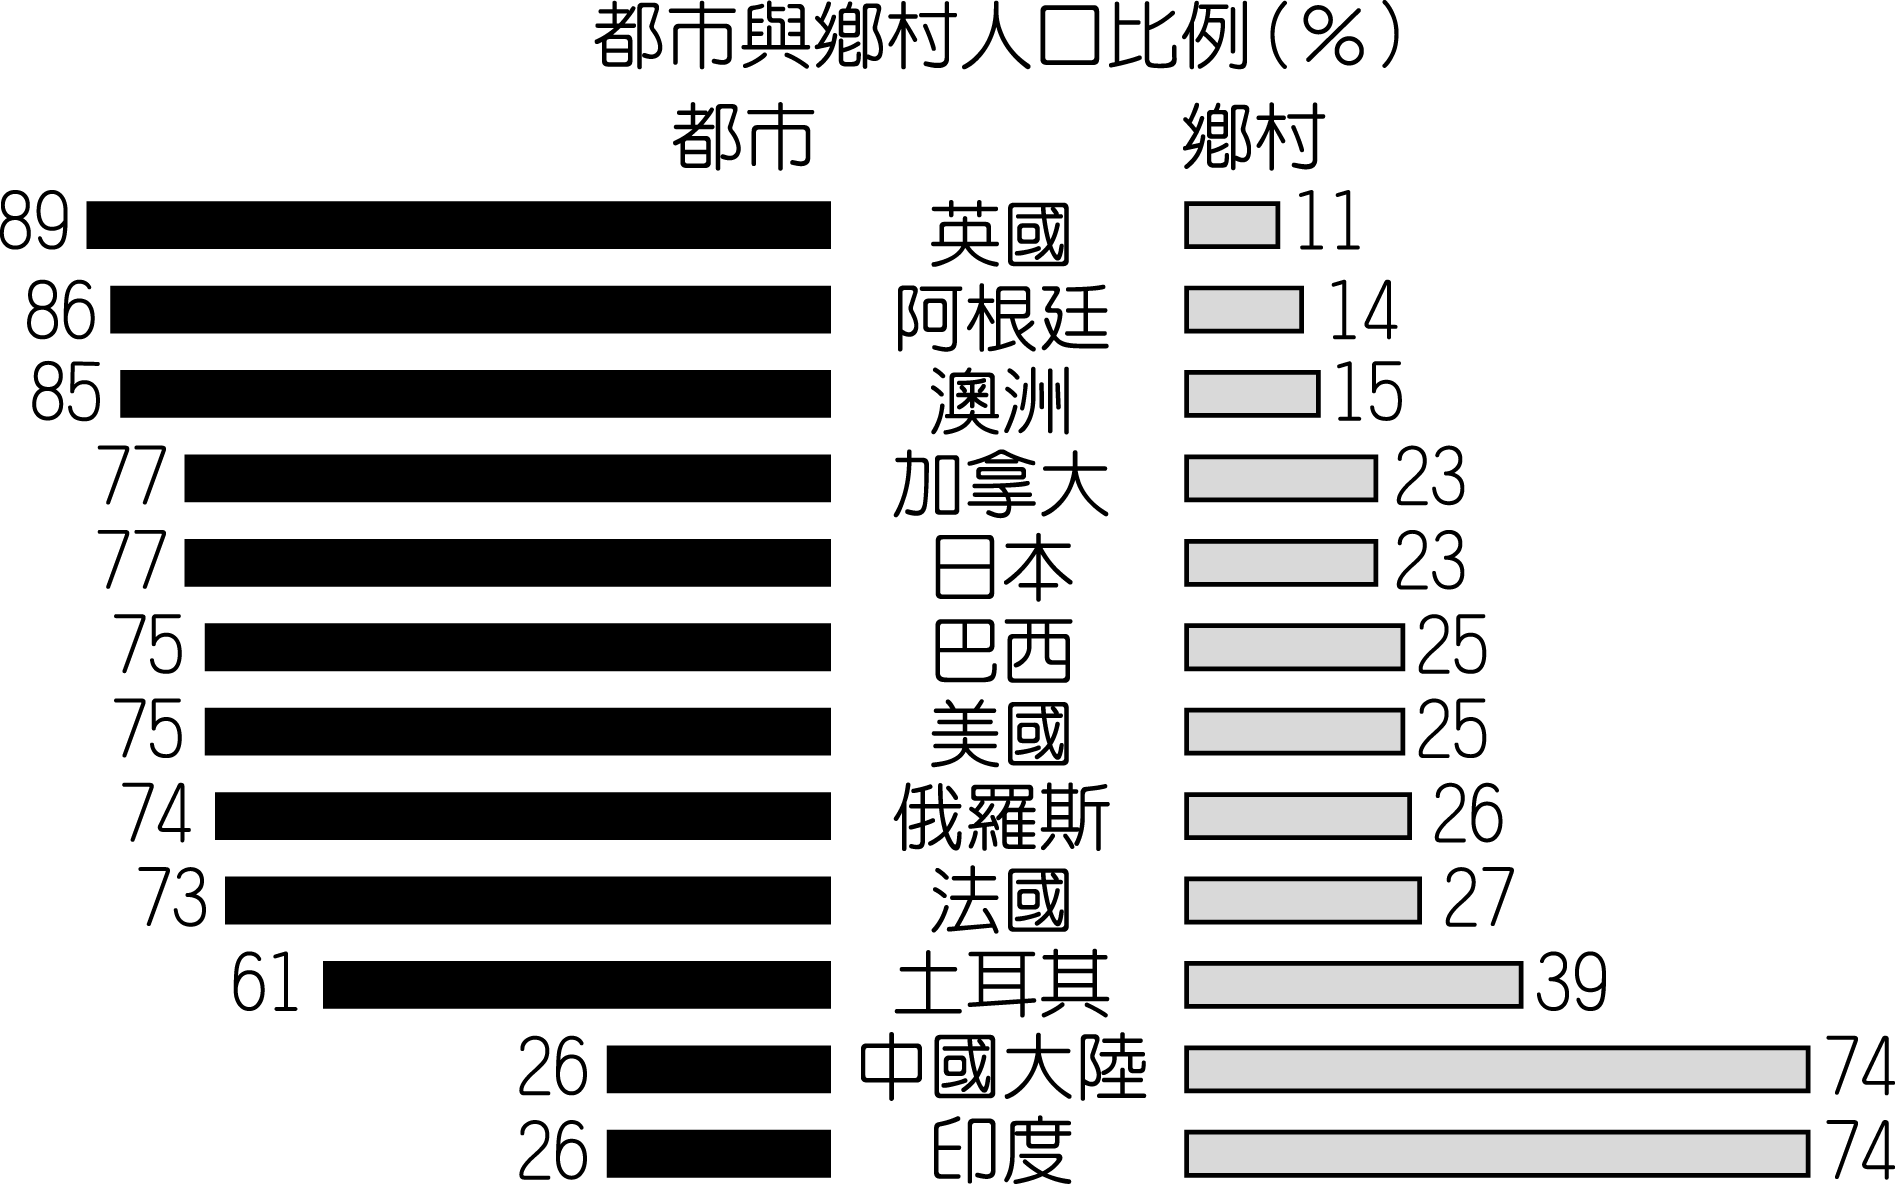 都市與鄉村人口比例(%)
都市 鄉村
89 英國 11
86 阿根廷 14
85 澳洲 15
77 加拿大 23
77 日本 23
75 巴西 25
75 美國 25
74 俄羅斯 26
73 法國 27
61 土耳其 39
26 中國大陸 74
26 印度 74